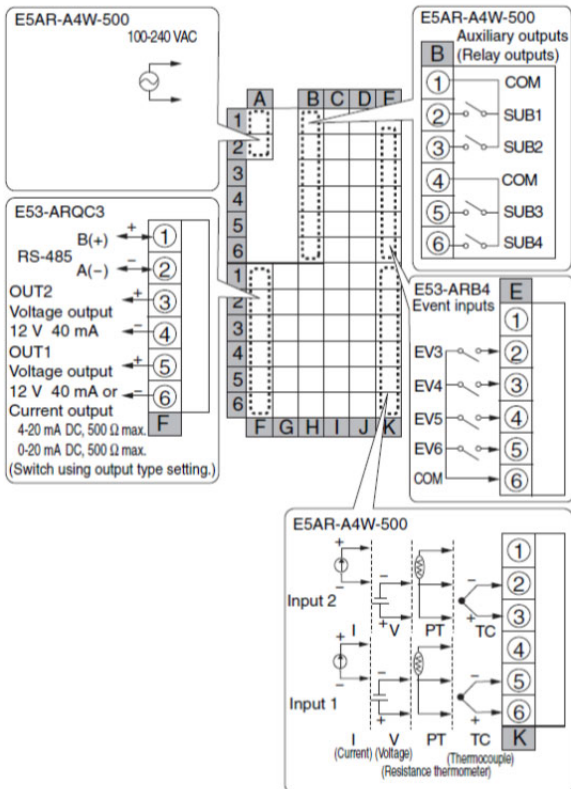 E5AR-A4W-500
100-240 VAC
E5AR-A4W-500
Auxiliary outputs
(Relay outputs)
B
1 COM
2 SUB1
3 SUB2
4 COM
5 SUB3
6 SUB4
A B C D E
1
2
3
4
5
6
1
2
3
4
5
6
F G H I J K
E53-ARQC3
RS-485
B(+) + 1
A(−) − 2
OUT2
Voltage output
12 V 40 mA
+ 3
− 4
OUT1
Voltage output
12 V 40 mA or
Current output
4-20 mA DC, 500 Ω max.
0-20 mA DC, 500 Ω max.
(Switch using output type setting.)
+ 5
− 6
F
E53-ARB4
Event inputs
E
1
EV3 2
EV4 3
EV5 4
EV6 5
COM 6
E5AR-A4W-500
Input 2
+ − − + − +
I V PT TC
Input 1
+ − − + − +
I V PT TC
(Current) (Voltage) (Thermocouple)
(Resistance thermometer)
1
2
3
4
5
6
K